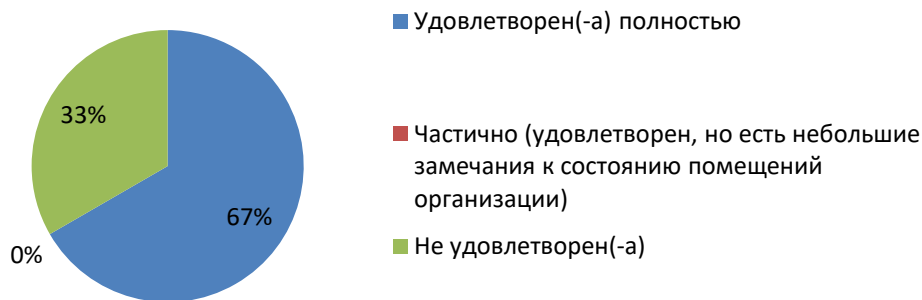 33%
67%
0%
Удовлетворен(-а) полностью
Частично (удовлетворен, но есть небольшие
замечания к состоянию помещений
организации)
Не удовлетворен(-а)